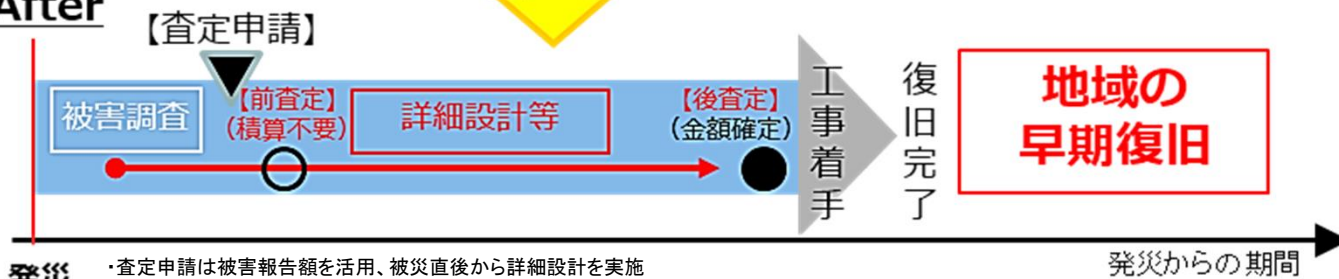 After
【査定申請】
被害調査
【前査定】
(積算不要)
詳細設計等
【後査定】
(金額確定)
工事着手
復旧完了
地域の
早期復旧
発災
・査定申請は被害報告額を活用、被災直後から詳細設計を実施
発災からの期間